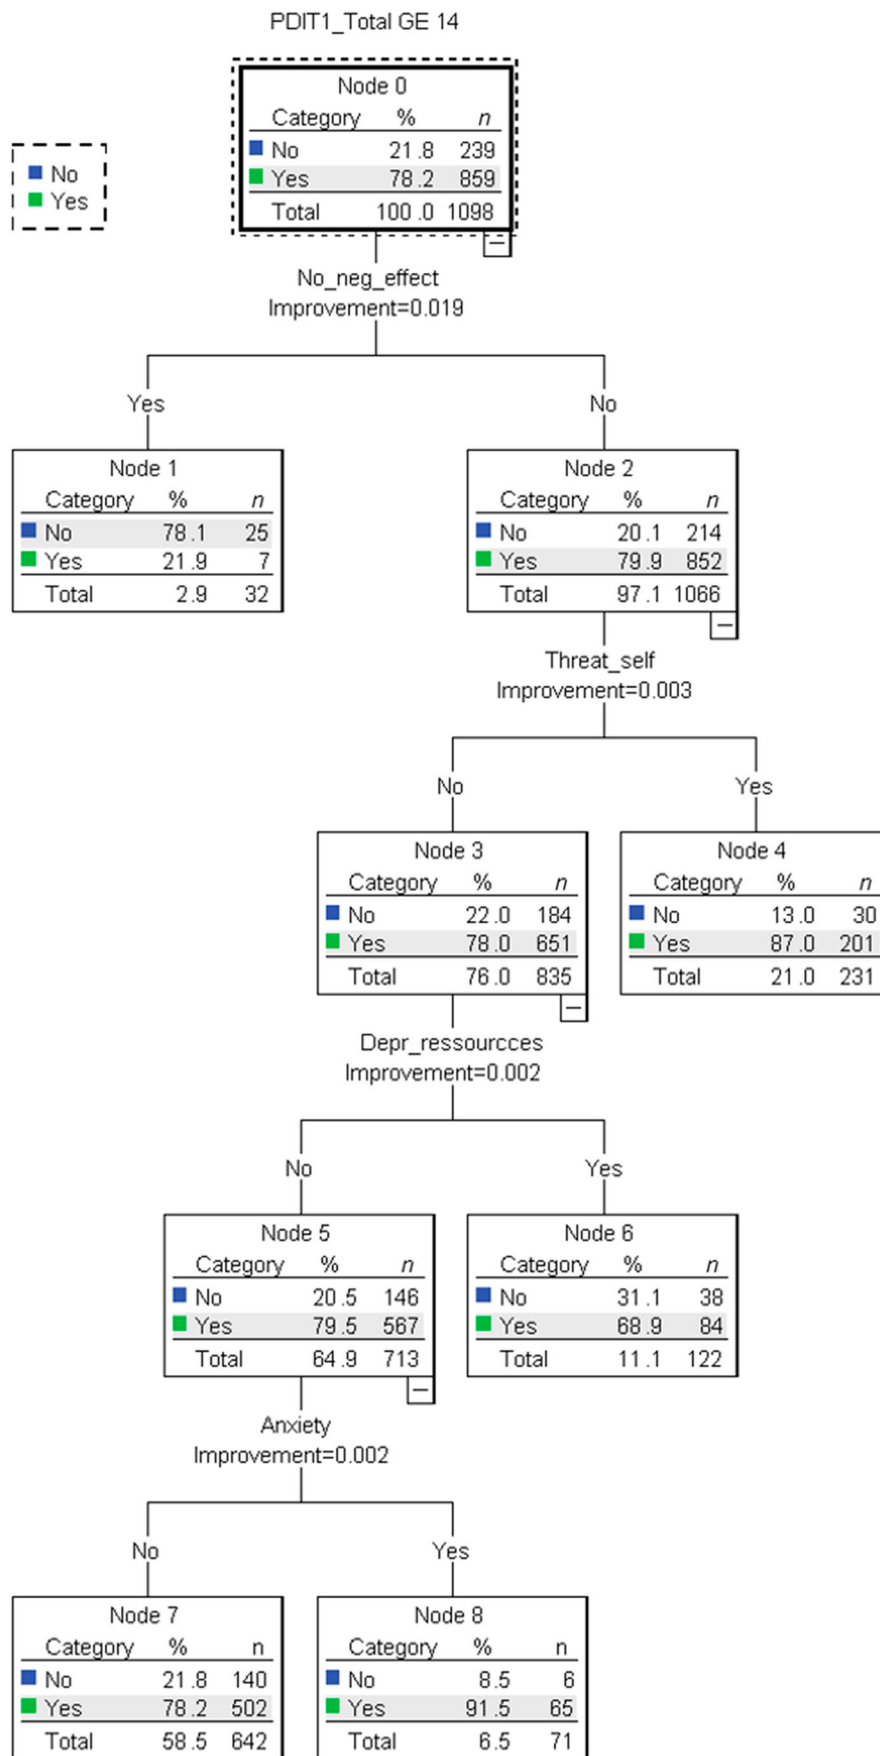 PDIT1_Total GE 14
Node 0
Category % n
No 21.8 239
Yes 78.2 859
Total 100.0 1098
No
Yes
No_neg_effect
Improvement=0.019
Yes No
Node 1
Category % n
No 78.1 25
Yes 21.9 7
Total 2.9 32
Node 2
Category % n
No 20.1 214
Yes 79.9 852
Total 97.1 1066
Threat_self
Improvement=0.003
No Yes
Node 3
Category % n
No 22.0 184
Yes 78.0 651
Total 76.0 835
Node 4
Category % n
No 13.0 30
Yes 87.0 201
Total 21.0 231
Depr_ressourcces
Improvement=0.002
No Yes
Node 5
Category % n
No 20.5 146
Yes 79.5 567
Total 64.9 713
Node 6
Category % n
No 31.1 38
Yes 68.9 84
Total 11.1 122
Anxiety
Improvement=0.002
No Yes
Node 7
Category % n
No 21.8 140
Yes 78.2 502
Total 58.5 642
Node 8
Category % n
No 8.5 6
Yes 91.5 65
Total 6.5 71